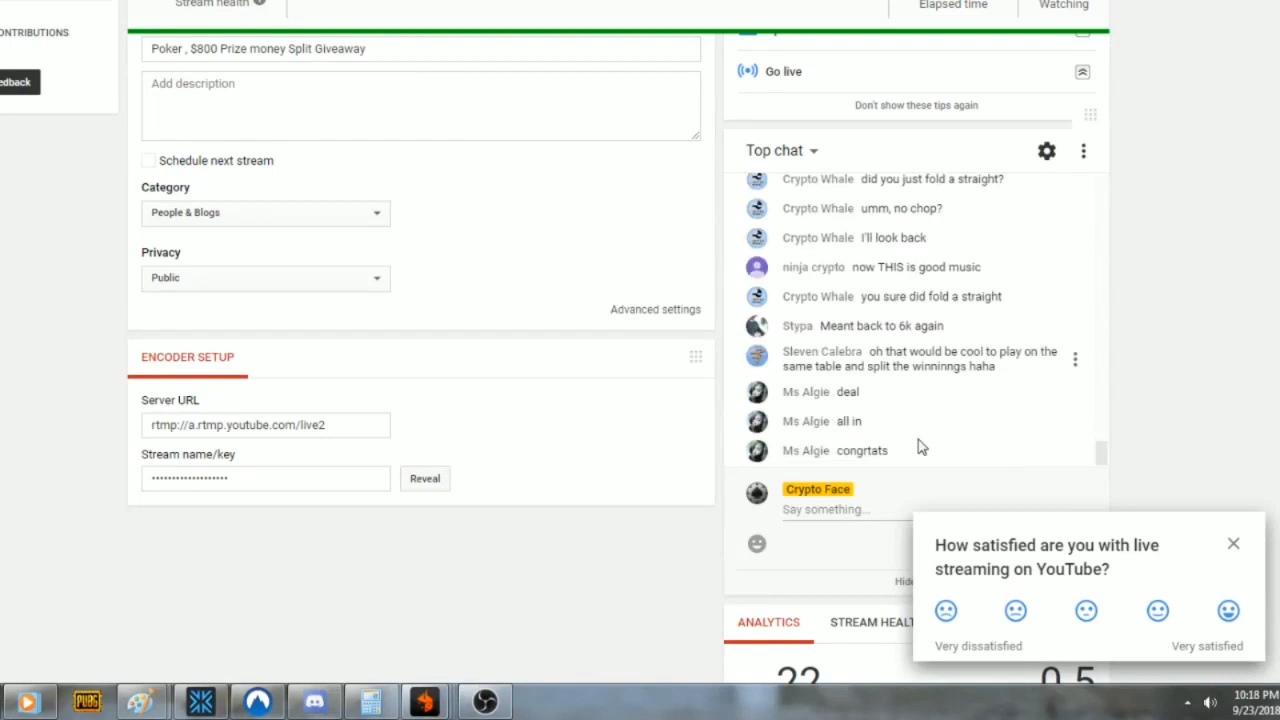 Stream health
Elapsed time
Watching
ONTRIBUTIONS
edback
Poker , $800 Prize money Split Giveaway
Add description
Schedule next stream
Category
People & Blogs
Privacy
Public
Advanced settings
ENCODER SETUP
Server URL
rtmp://a.rtmp.youtube.com/live2
Stream name/key
••••••••••••••••••
Reveal
Go live
Don't show these tips again
Top chat
Crypto Whale did you just fold a straight?
Crypto Whale umm, no chop?
Crypto Whale I'll look back
ninja crypto now THIS is good music
Crypto Whale you sure did fold a straight
Stypa Meant back to 6k again
Sleven Calebra oh that would be cool to play on the
same table and split the winninngs haha
Ms Algie deal
Ms Algie all in
Ms Algie congrtats
Crypto Face
Say something...
Hide
ANALYTICS
STREAM HEALT
22
0.5
How satisfied are you with live
streaming on YouTube?
Very dissatisfied
Very satisfied
PUBG
10:18 PM
9/23/2018